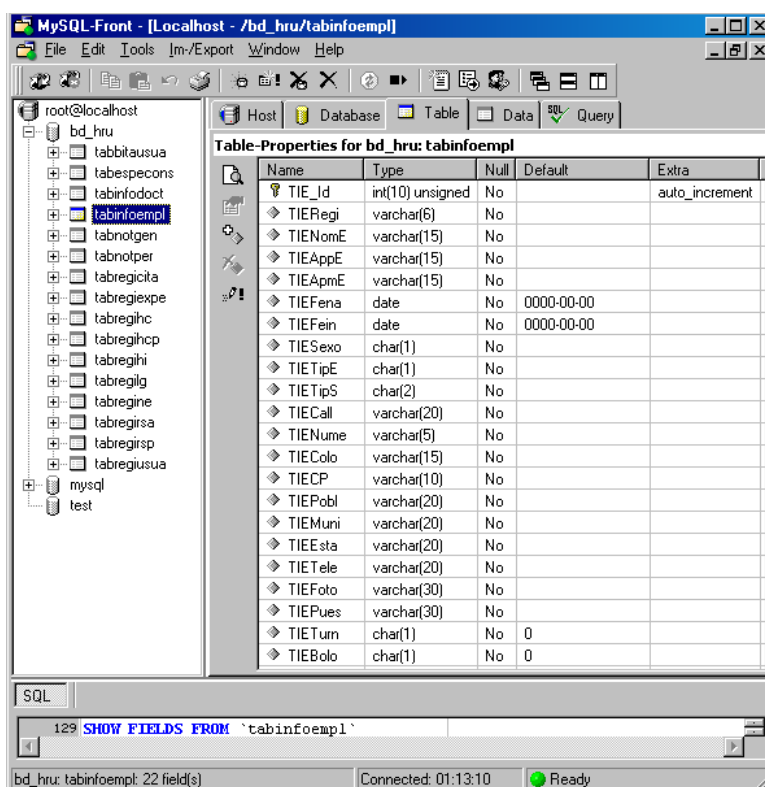 MySQL-Front - [Localhost - /bd_hru/tabinfoempl]
File Edit Tools Im-/Export Window Help
root@localhost
bd_hru
tabbitausua
tabespecons
tabinfodoct
tabinfoempl
tabnotgen
tabnotper
tabregicita
tabregiexpe
tabregihc
tabregihcp
tabregihi
tabregilg
tabregine
tabregirsa
tabregirsp
tabregiusua
mysql
test
Host Database Table Data SQL Query
Table-Properties for bd_hru: tabinfoempl
Name Type Null Default Extra
TIE_Id int(10) unsigned No auto_increment
TIERegi varchar(6) No
TIENomE varchar(15) No
TIEAppE varchar(15) No
TIEApmE varchar(15) No
TIEFena date No 0000-00-00
TIEFein date No 0000-00-00
TIESexo char(1) No
TIETipE char(1) No
TIETipS char(2) No
TIECall varchar(20) No
TIENume varchar(5) No
TIEColo varchar(15) No
TIECP varchar(10) No
TIEPobl varchar(20) No
TIEMuni varchar(20) No
TIEEsta varchar(20) No
TIETele varchar(20) No
TIEFoto varchar(30) No
TIEPues varchar(30) No
TIETurn char(1) No 0
TIEBolo char(1) No 0
SQL
129 SHOW FIELDS FROM `tabinfoempl`
bd_hru: tabinfoempl: 22 field(s) Connected: 01:13:10 Ready